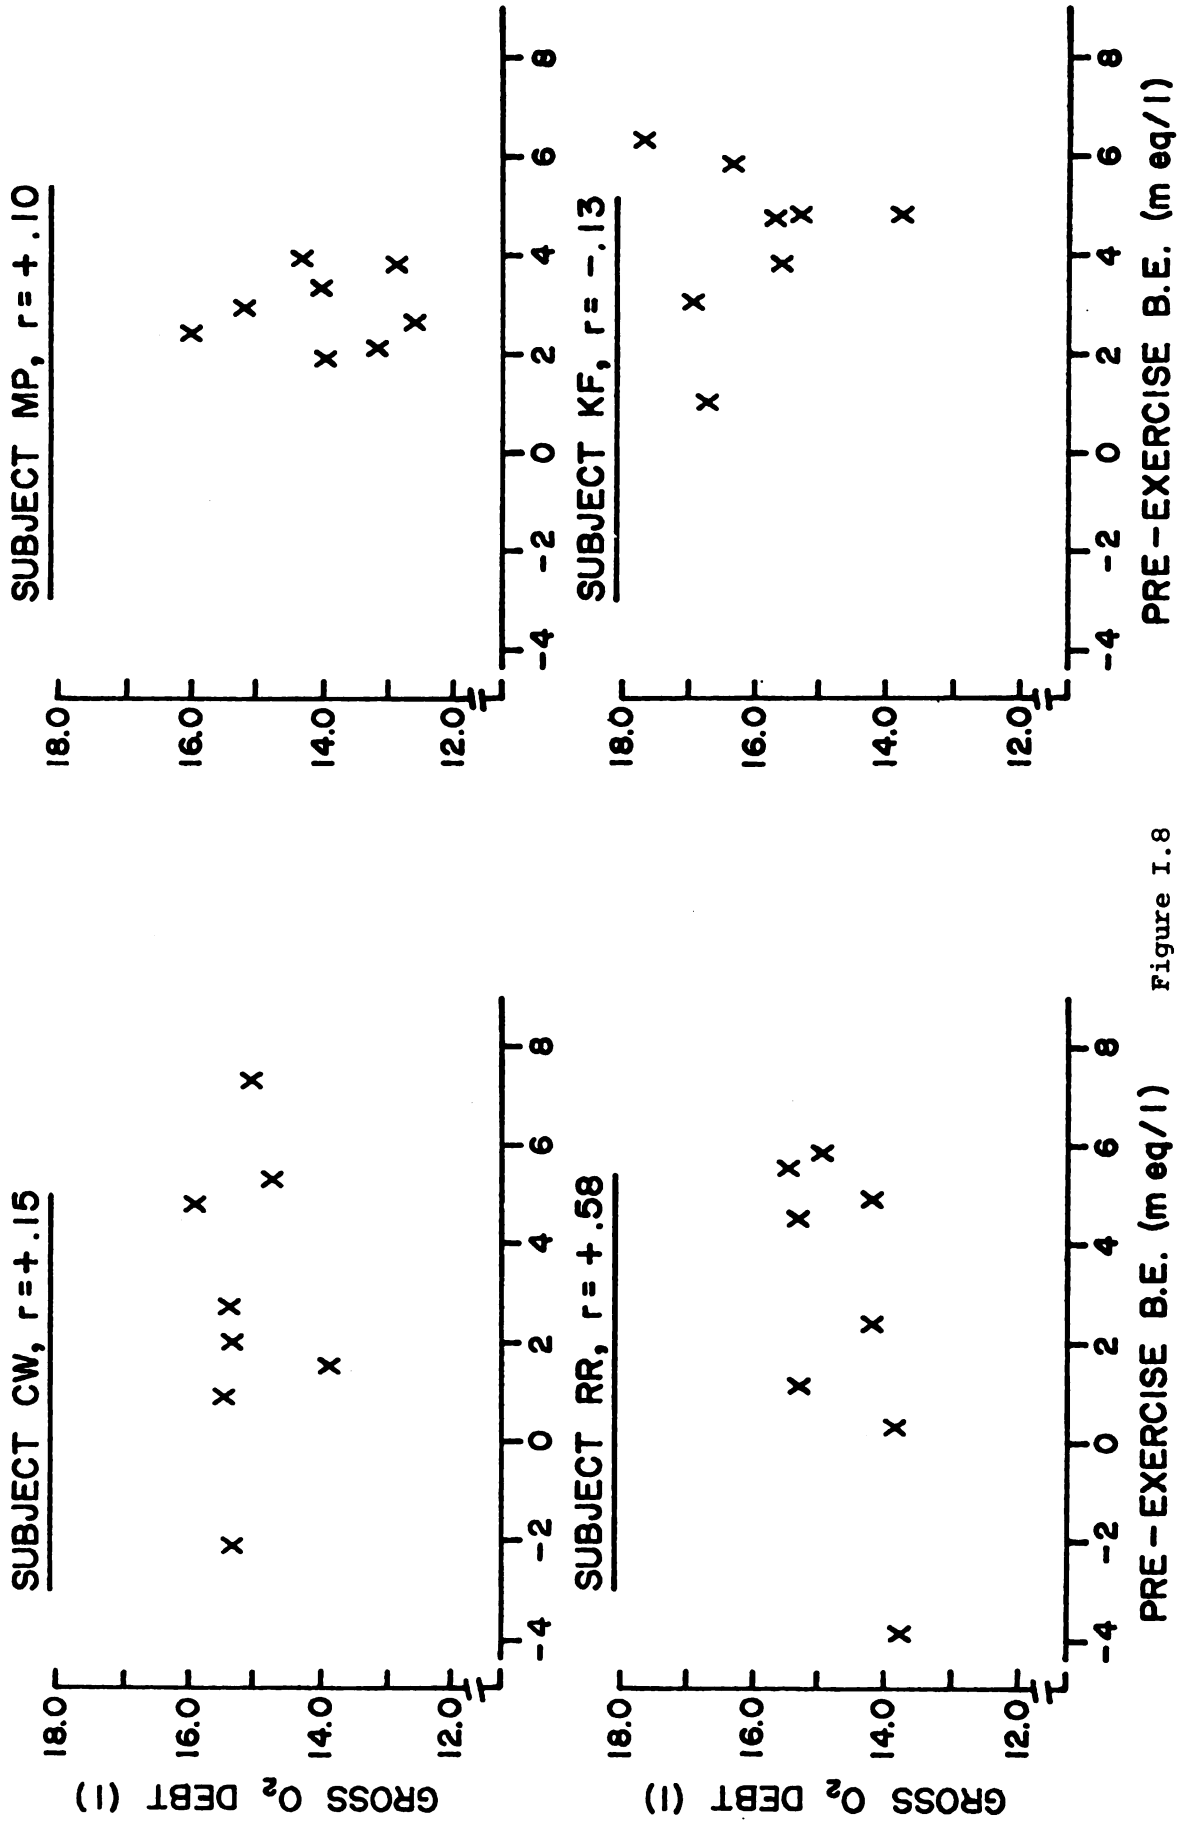 SUBJECT CW, r=+.15
18.0
16.0
14.0
12.0
GROSS O₂ DEBT (l)
-4 -2 0 2 4 6 8
SUBJECT MP, r=+.10
18.0
16.0
14.0
12.0
-4 -2 0 2 4 6 8
SUBJECT RR, r=+.58
18.0
16.0
14.0
12.0
GROSS O₂ DEBT (l)
-4 -2 0 2 4 6 8
PRE-EXERCISE B.E. (m eq/l)
SUBJECT KF, r=-.13
18.0
16.0
14.0
12.0
-4 -2 0 2 4 6 8
PRE-EXERCISE B.E. (m eq/l)
Figure I.8